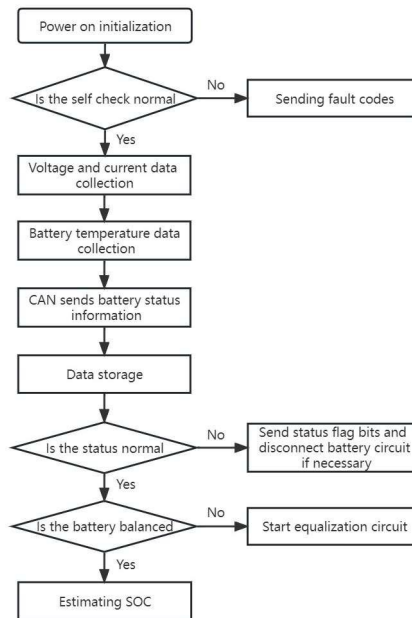 Power on initialization
Is the self check normal
No
Sending fault codes
Yes
Voltage and current data
collection
Battery temperature data
collection
CAN sends battery status
information
Data storage
Is the status normal
No
Send status flag bits and
disconnect battery circuit
if necessary
Yes
Is the battery balanced
No
Start equalization circuit
Yes
Estimating SOC